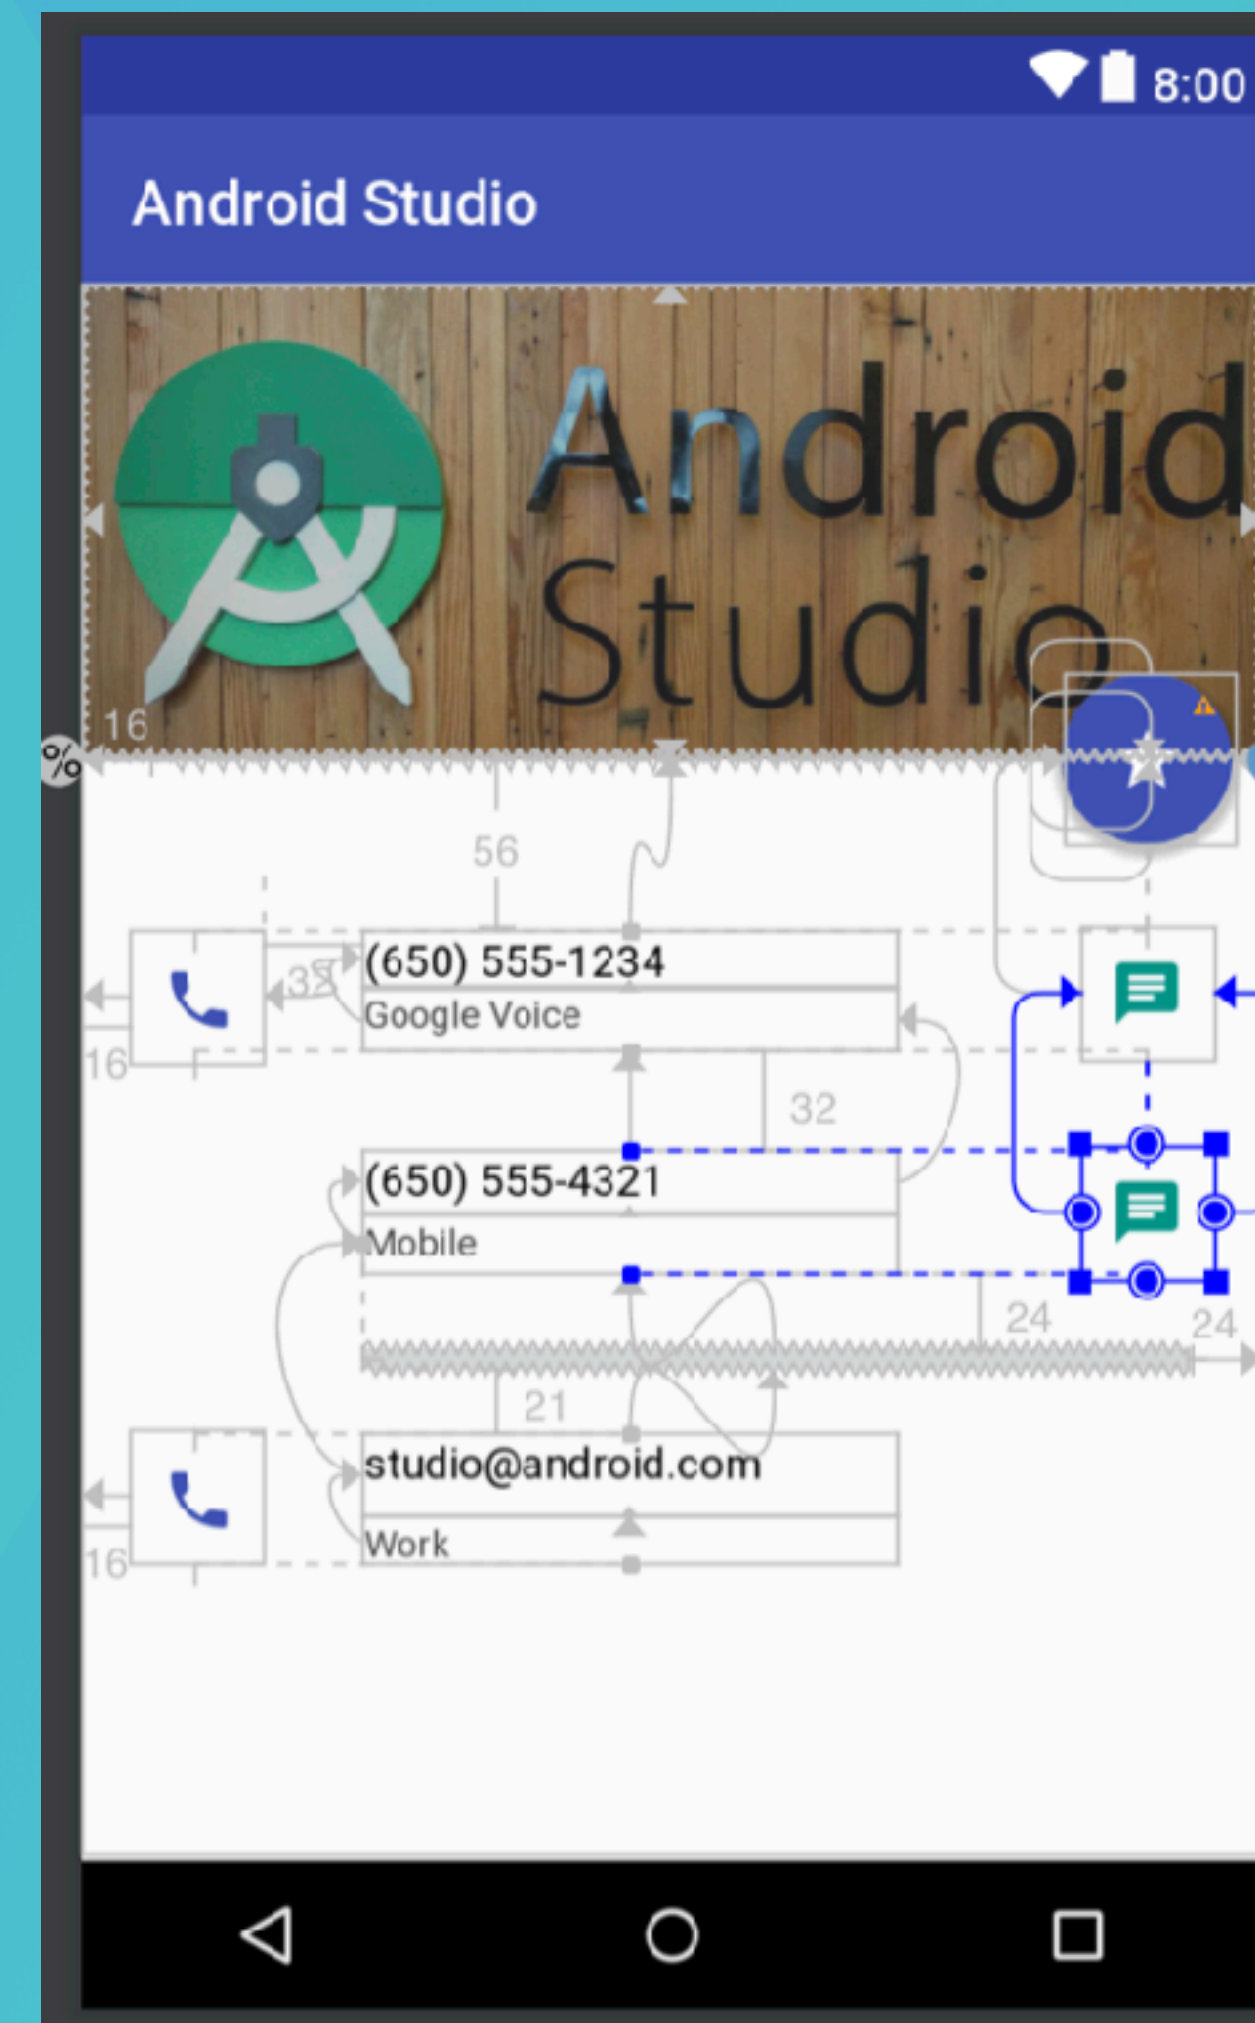 8:00
Android Studio
Android
Studio
16
%
56
(650) 555-1234
Google Voice
16
32
(650) 555-4321
Mobile
24
24
21
studio@android.com
Work
16